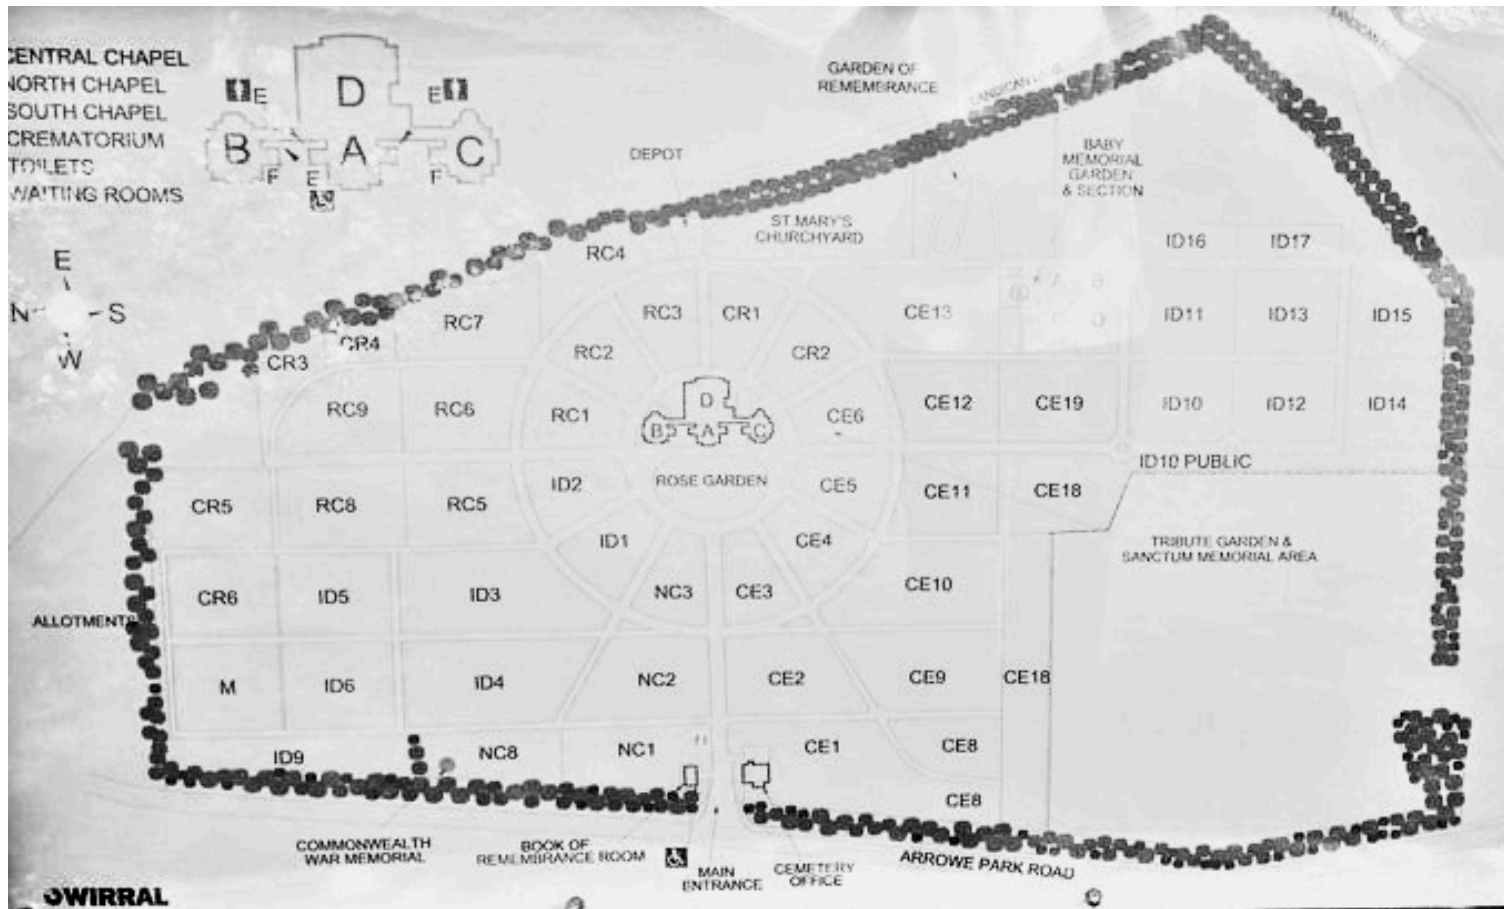 CENTRAL CHAPEL
NORTH CHAPEL
SOUTH CHAPEL
CREMATORIUM
TOILETS
WAITING ROOMS
D
E
E
B
A
C
F
E
F
E
N
S
W
GARDEN OF
REMEMBRANCE
DEPOT
ST MARY'S
CHURCHYARD
BABY
MEMORIAL
GARDEN
& SECTION
RC4
ID16
ID17
RC7
RC3
CR1
CE13
A
B
C
D
ID11
ID13
ID15
CR3
CR4
RC2
CR2
RC9
RC6
RC1
D
B
A
C
CE6
CE12
CE19
ID10
ID12
ID14
ID10 PUBLIC
CR5
RC8
RC5
ID2
ROSE GARDEN
CE5
CE11
CE18
ID1
CE4
TRIBUTE GARDEN &
SANCTUM MEMORIAL AREA
ALLOTMENTS
CR6
ID5
ID3
NC3
CE3
CE10
M
ID6
ID4
NC2
CE2
CE9
CE18
ID9
NC8
NC1
CE1
CE8
CE8
COMMONWEALTH
WAR MEMORIAL
BOOK OF
REMEMBRANCE ROOM
MAIN
ENTRANCE
CEMETERY
OFFICE
ARROWE PARK ROAD
WIRRAL